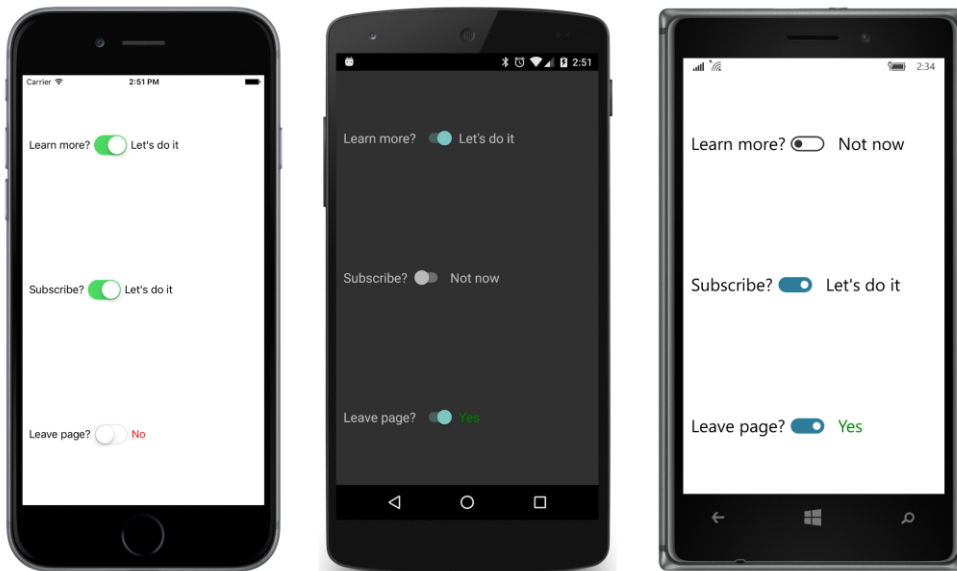 Carrier 2:51 PM
Learn more? Let's do it
Subscribe? Let's do it
Leave page? No
2:51
Learn more? Let's do it
Subscribe? Not now
Leave page? Yes
2:34
Learn more? Not now
Subscribe? Let's do it
Leave page? Yes